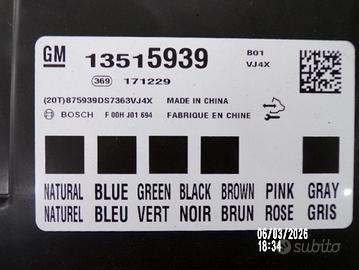 GM 13515939 B01
VJ4X
369 171229
(20T)875939DS7363VJ4X MADE IN CHINA
BOSCH F 00H J01 694 FABRIQUE EN CHINE
NATURAL BLUE GREEN BLACK BROWN PINK GRAY
NATUREL BLEU VERT NOIR BRUN ROSE GRIS
06/03/2026
18:34
subito